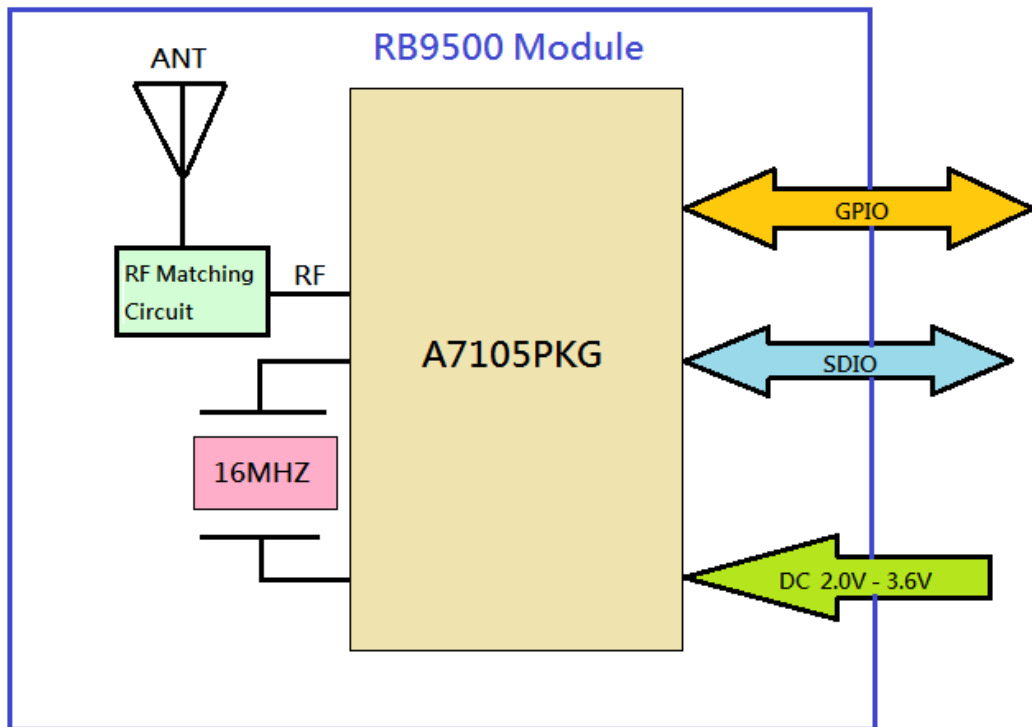 RB9500 Module
ANT
GPIO
RF Matching
Circuit
RF
A7105PKG
SDIO
16MHZ
DC 2.0V - 3.6V